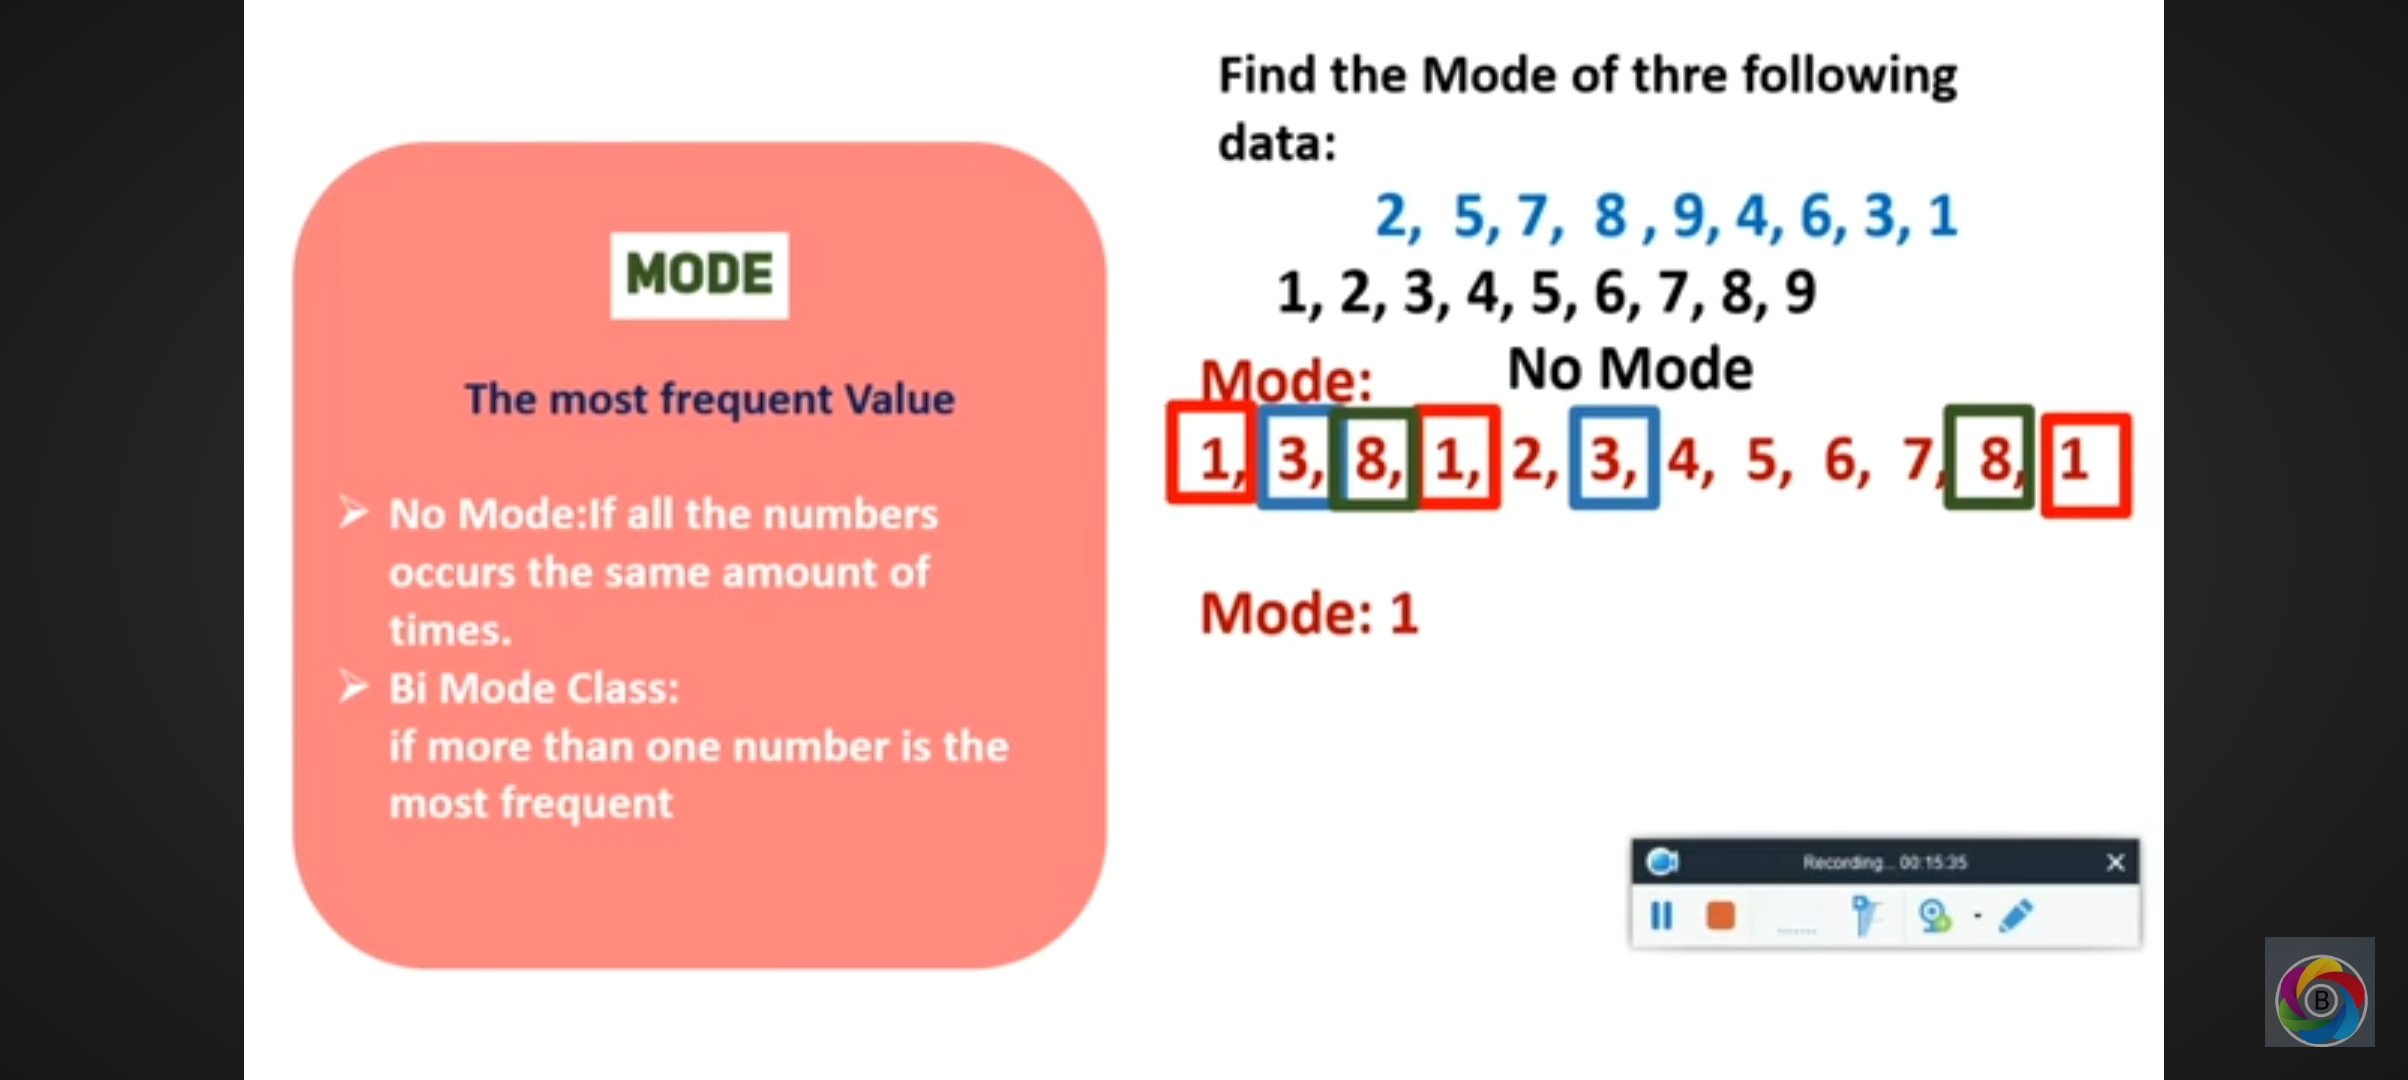 MODE
The most frequent Value
No Mode:If all the numbers
occurs the same amount of
times.
Bi Mode Class:
if more than one number is the
most frequent
Find the Mode of thre following
data:
2, 5, 7, 8 , 9, 4, 6, 3, 1
1, 2, 3, 4, 5, 6, 7, 8, 9
Mode: No Mode
1, 3, 8, 1, 2, 3, 4, 5, 6, 7, 8, 1
Mode: 1
Recording... 00:15:35
B